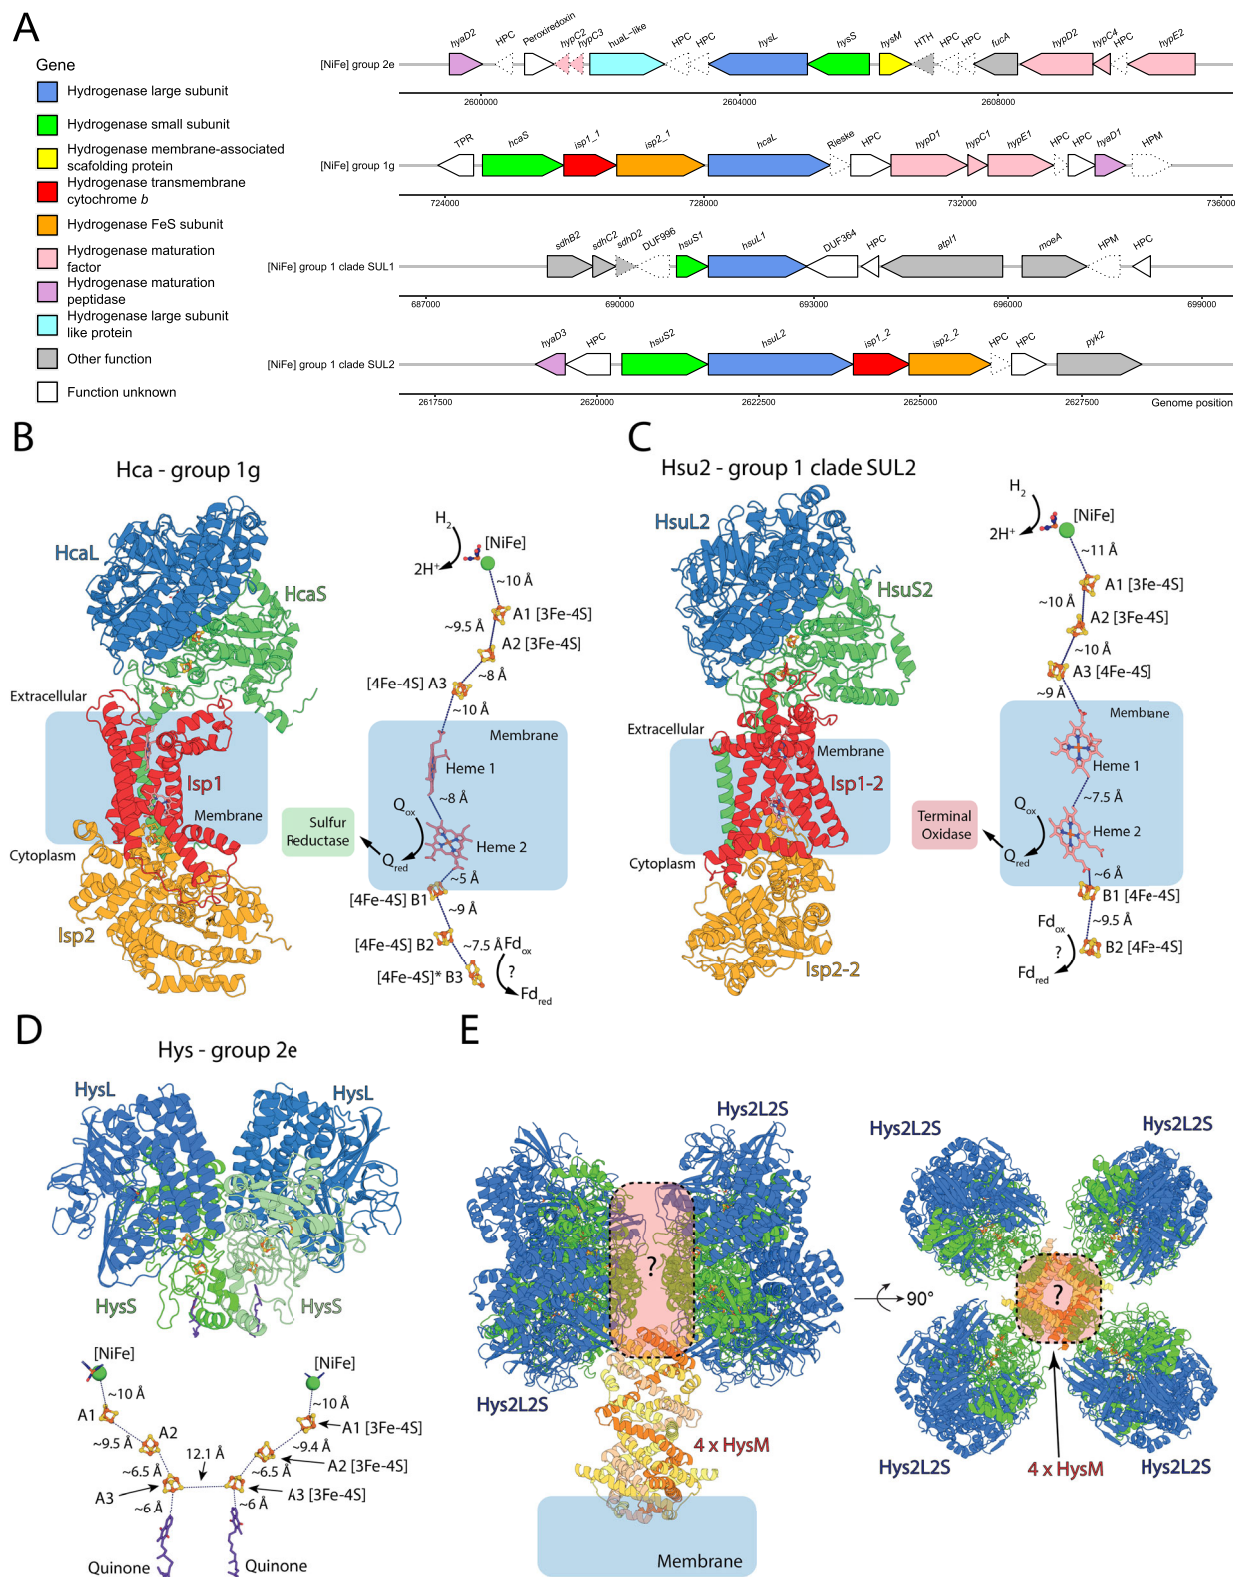 A
Gene
Hydrogenase large subunit
Hydrogenase small subunit
Hydrogenase membrane-associated
scafolding protein
Hydrogenase transmembrane
cytochrome b
Hydrogenase FeS subunit
Hydrogenase maturation
factor
Hydrogenase maturation
peptidase
Hydrogenase large subunit
like protein
Other function
Function unknown
[NiFe] group 2e
hyaD2 HPC Peroxiredoxin hypC2 hypC3 huaL-like HPC HPC hysL hysS hysM HTH HPC HPC fucA hypD2 hypC4 HPC hypE2
2600000 2604000 2608000
[NiFe] group 1g
TPR hcaS isp1_1 isp2_1 hcaL Rieske HPC hypD1 hypC1 hypE1 HPC HPC hyaD1 HPM
724000 728000 732000 736000
[NiFe] group 1 clade SUL1
sdhB2 sdhC2 sdhD2 DUF996 hsuS1 hsuL1 DUF364 HPC atpI1 moeA HPM HPC
687000 690000 693000 696000 699000
[NiFe] group 1 clade SUL2
hyaD3 HPC hsuS2 hsuL2 isp1_2 isp2_2 HPC HPC pyk2
2617500 2620000 2622500 2625000 2627500 Genome position
B
Hca - group 1g
HcaL
HcaS
Extracellular
Isp1
Membrane
Cytoplasm
Isp2
H2
[NiFe]
2H+
~10 Å
A1 [3Fe-4S]
~9.5 Å
A2 [3Fe-4S]
~8 Å
[4Fe-4S] A3
~10 Å
Membrane
Heme 1
~8 Å
Qox
Sulfur
Reductase
Heme 2
Qred
~5 Å
[4Fe-4S] B1
~9 Å
[4Fe-4S] B2
~7.5 Å
Fdox
[4Fe-4S]* B3
?
Fdred
C
Hsu2 - group 1 clade SUL2
HsuL2
HsuS2
Extracellular
Membrane
Isp1-2
Cytoplasm
Isp2-2
H2
[NiFe]
2H+
~11 Å
A1 [3Fe-4S]
~10 Å
A2 [3Fe-4S]
~10 Å
A3 [4Fe-4S]
~9 Å
Membrane
Heme 1
~7.5 Å
Qox
Terminal
Oxidase
Heme 2
Qred
~6 Å
B1 [4Fe-4S]
~9.5 Å
Fdox
B2 [4Fe-4S]
?
Fdred
D
Hys - group 2e
HysL
HysL
HysS
HysS
[NiFe]
[NiFe]
~10 Å
~10 Å
A1
A1 [3Fe-4S]
A2
~9.5 Å
~9.4 Å
12.1 Å
A2 [3Fe-4S]
~6.5 Å
~6.5 Å
A3
A3 [3Fe-4S]
~6 Å
~6 Å
Quinone
Quinone
E
Hys2L2S
Hys2L2S
?
4 x HysM
Membrane
90°
Hys2L2S
Hys2L2S
?
Hys2L2S
4 x HysM
Hys2L2S